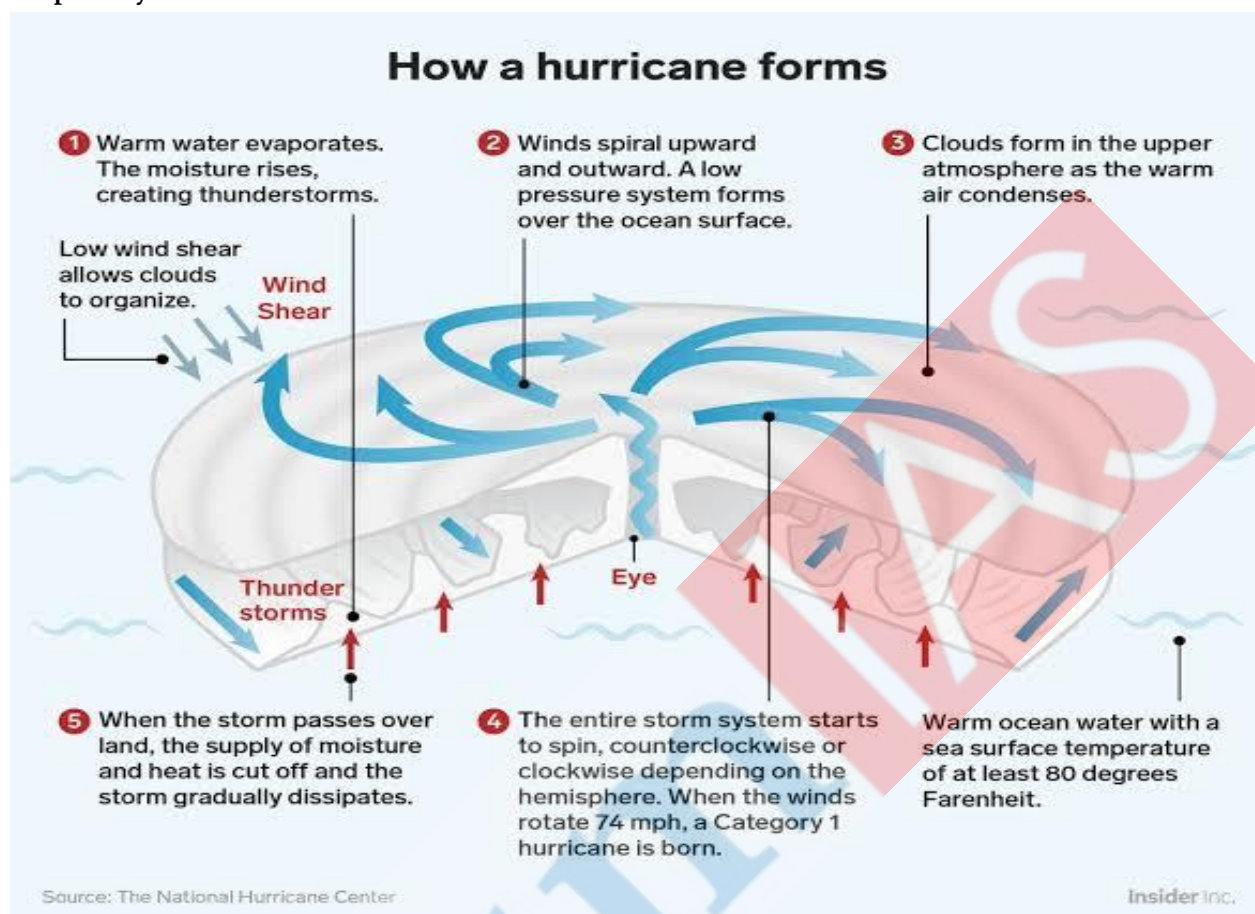 How a hurricane forms
1 Warm water evaporates.
The moisture rises,
creating thunderstorms.
2 Winds spiral upward
and outward. A low
pressure system forms
over the ocean surface.
3 Clouds form in the upper
atmosphere as the warm
air condenses.
Low wind shear
allows clouds
to organize.
Wind
Shear
Thunder
storms
Eye
5 When the storm passes over
land, the supply of moisture
and heat is cut off and the
storm gradually dissipates.
4 The entire storm system starts
to spin, counterclockwise or
clockwise depending on the
hemisphere. When the winds
rotate 74 mph, a Category 1
hurricane is born.
Warm ocean water with a
sea surface temperature
of at least 80 degrees
Farenheit.
Source: The National Hurricane Center
Insider Inc.
IAS